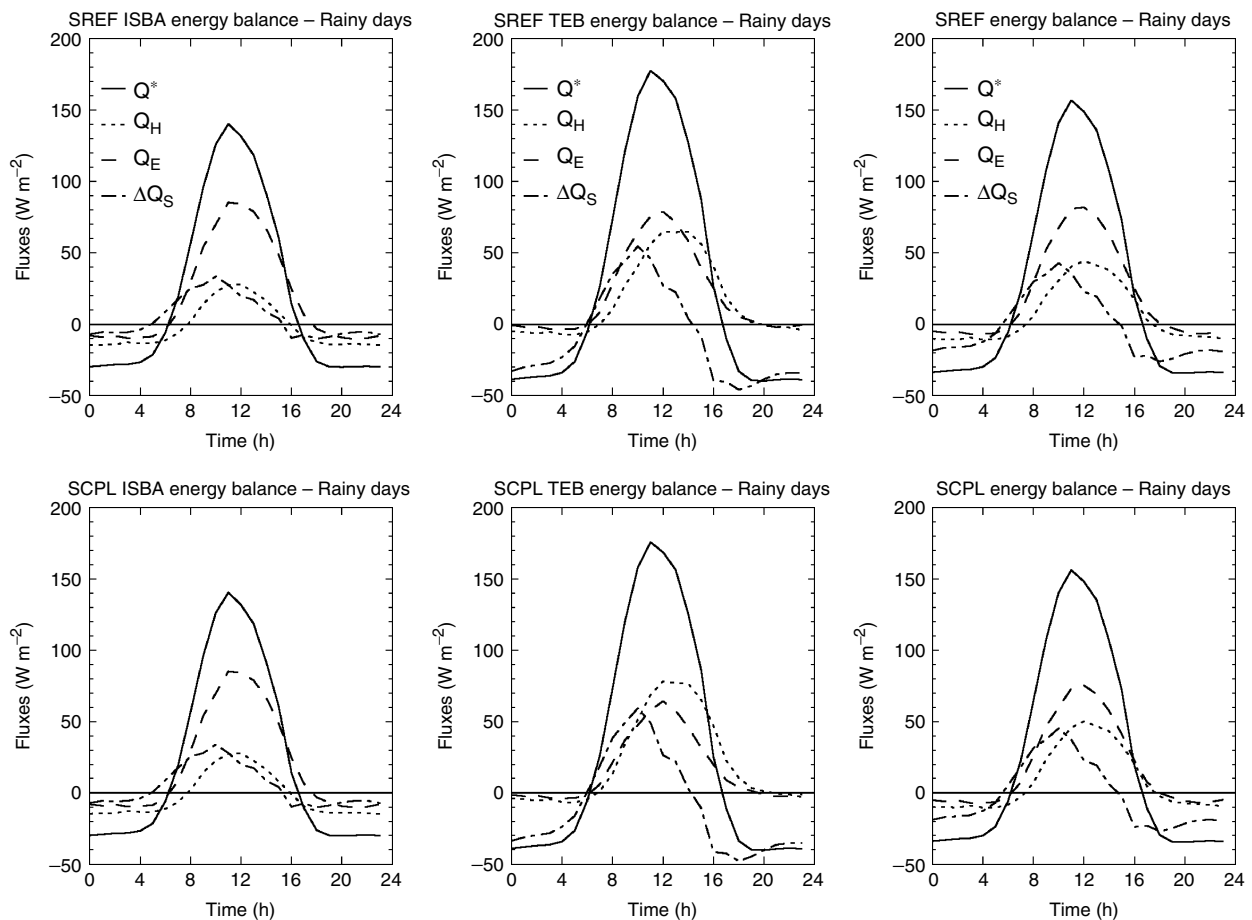 SREF ISBA energy balance – Rainy days
200
150
100
50
0
−50
Fluxes (W m−2)
Q*
QH
QE
ΔQS
0 4 8 12 16 20 24
Time (h)
SREF TEB energy balance – Rainy days
200
150
100
50
0
−50
Fluxes (W m−2)
Q*
QH
QE
ΔQS
0 4 8 12 16 20 24
Time (h)
SREF energy balance – Rainy days
200
150
100
50
0
−50
Fluxes (W m−2)
Q*
QH
QE
ΔQS
0 4 8 12 16 20 24
Time (h)
SCPL ISBA energy balance – Rainy days
200
150
100
50
0
−50
Fluxes (W m−2)
0 4 8 12 16 20 24
Time (h)
SCPL TEB energy balance – Rainy days
200
150
100
50
0
−50
Fluxes (W m−2)
0 4 8 12 16 20 24
Time (h)
SCPL energy balance – Rainy days
200
150
100
50
0
−50
Fluxes (W m−2)
0 4 8 12 16 20 24
Time (h)